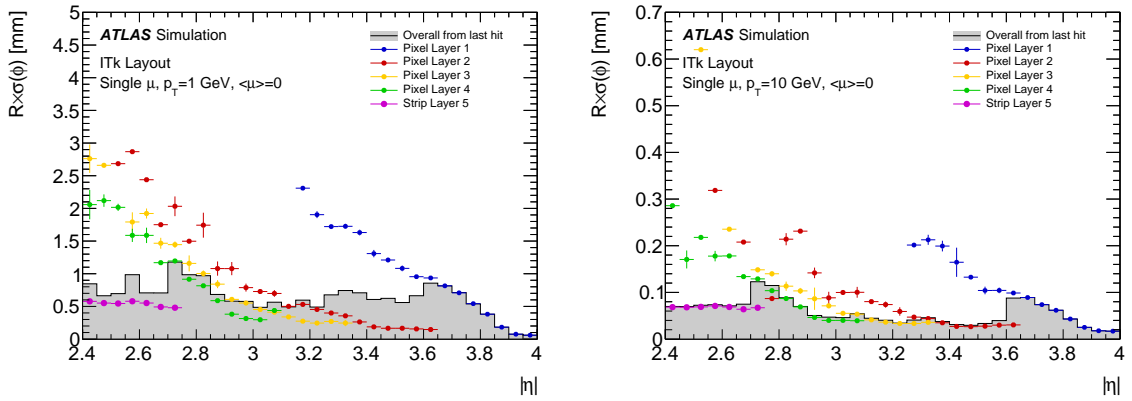 R×σ(φ) [mm]
5
4.5
4
3.5
3
2.5
2
1.5
1
0.5
0
ATLAS Simulation
ITk Layout
Single μ, p_T=1 GeV, <μ>=0
Overall from last hit
Pixel Layer 1
Pixel Layer 2
Pixel Layer 3
Pixel Layer 4
Strip Layer 5
2.4 2.6 2.8 3 3.2 3.4 3.6 3.8 4
|η|
R×σ(φ) [mm]
0.7
0.6
0.5
0.4
0.3
0.2
0.1
0
ATLAS Simulation
ITk Layout
Single μ, p_T=10 GeV, <μ>=0
Overall from last hit
Pixel Layer 1
Pixel Layer 2
Pixel Layer 3
Pixel Layer 4
Strip Layer 5
2.4 2.6 2.8 3 3.2 3.4 3.6 3.8 4
|η|